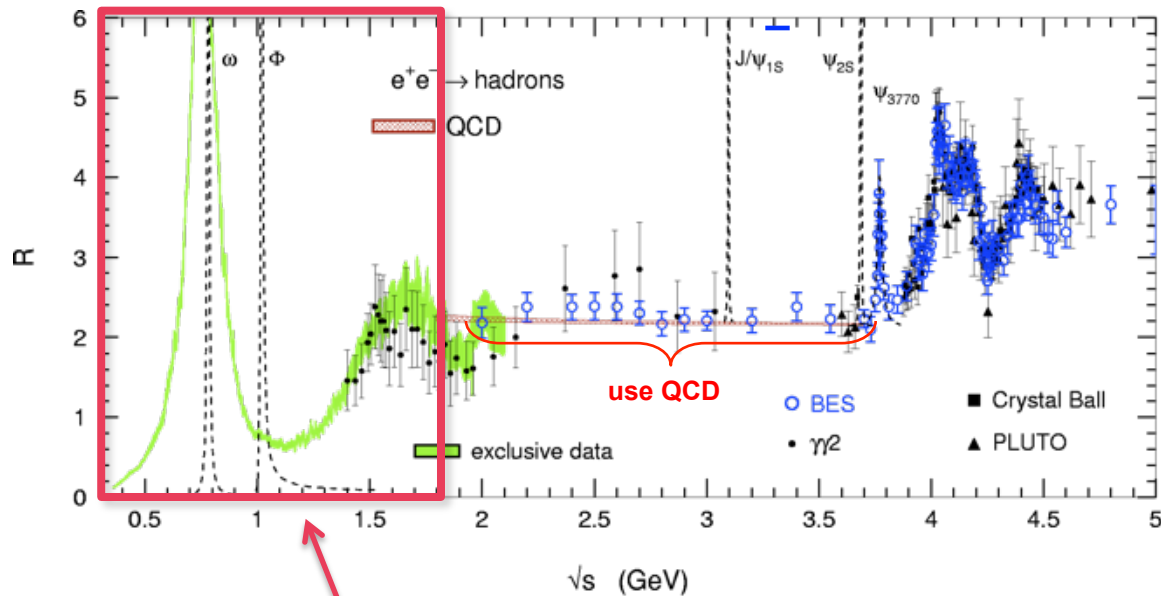 6
5
4
3
2
1
0
R
ω
Φ
J/ψ1S
ψ2S
ψ3770
e+e− → hadrons
QCD
use QCD
exclusive data
BES
γγ2
Crystal Ball
PLUTO
0.5 1 1.5 2 2.5 3 3.5 4 4.5 5
√s (GeV)